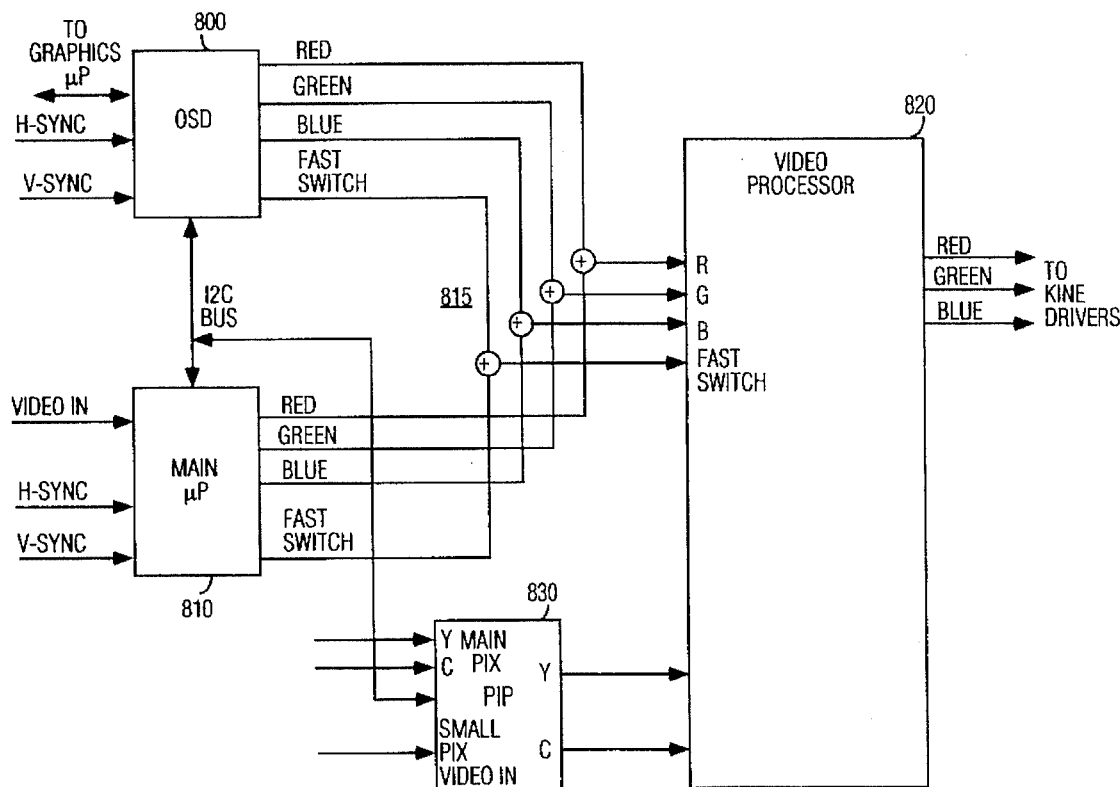 TO
GRAPHICS
µP
H-SYNC
V-SYNC
800
OSD
RED
GREEN
BLUE
FAST
SWITCH
I2C
BUS
815
820
VIDEO
PROCESSOR
R
G
B
FAST
SWITCH
RED
GREEN
BLUE
TO
KINE
DRIVERS
VIDEO IN
H-SYNC
V-SYNC
MAIN
µP
810
RED
GREEN
BLUE
FAST
SWITCH
830
Y MAIN
C PIX
PIP
SMALL
PIX
VIDEO IN
Y
C